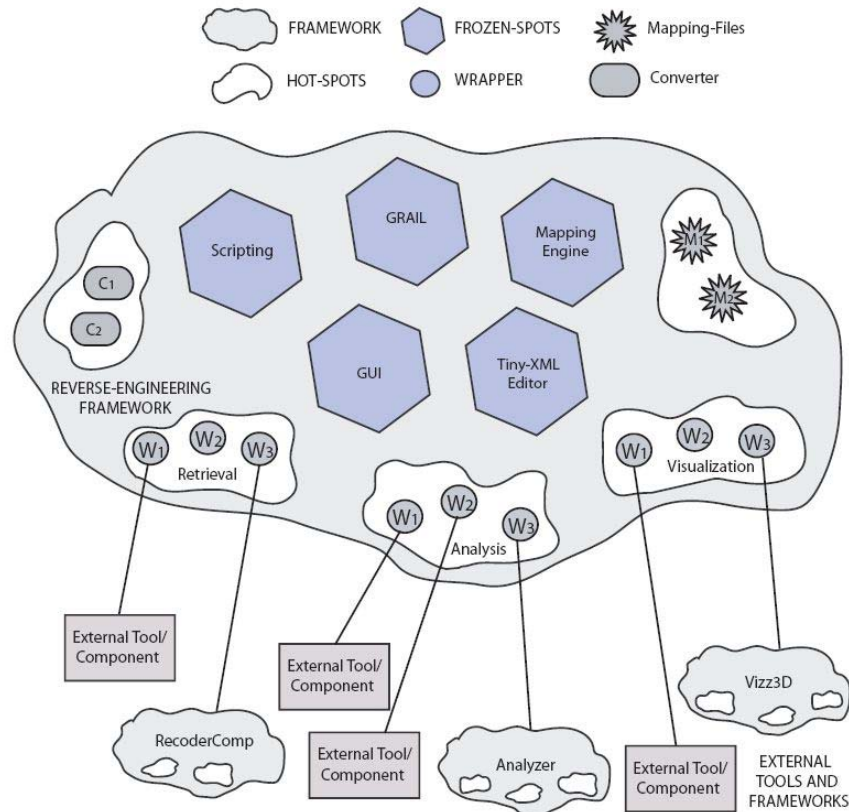 FRAMEWORK
FROZEN-SPOTS
Mapping-Files
HOT-SPOTS
WRAPPER
Converter
GRAIL
Scripting
Mapping
Engine
M1
M2
C1
C2
GUI
Tiny-XML
Editor
REVERSE-ENGINEERING
FRAMEWORK
W1
W2
W3
Retrieval
W1
W2
W3
Analysis
W1
W2
W3
Visualization
External Tool/
Component
External Tool/
Component
RecoderComp
External Tool/
Component
Analyzer
Vizz3D
External Tool/
Component
EXTERNAL
TOOLS AND
FRAMEWORKS